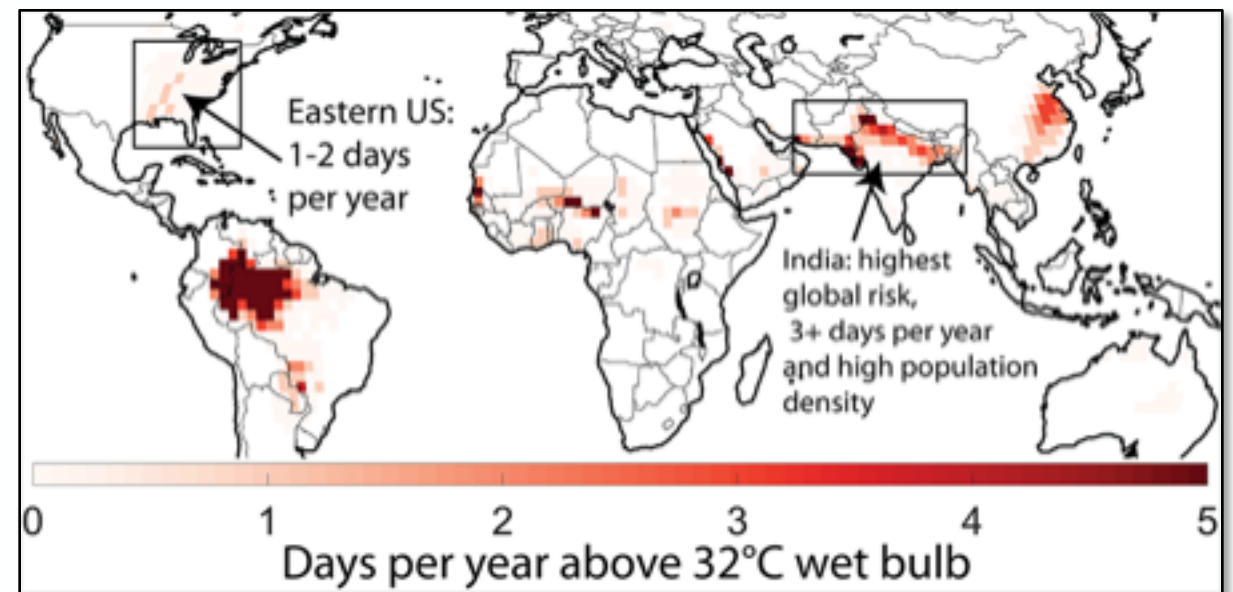 Eastern US:
1-2 days
per year
India: highest
global risk,
3+ days per year
and high population
density
0 1 2 3 4 5
Days per year above 32°C wet bulb